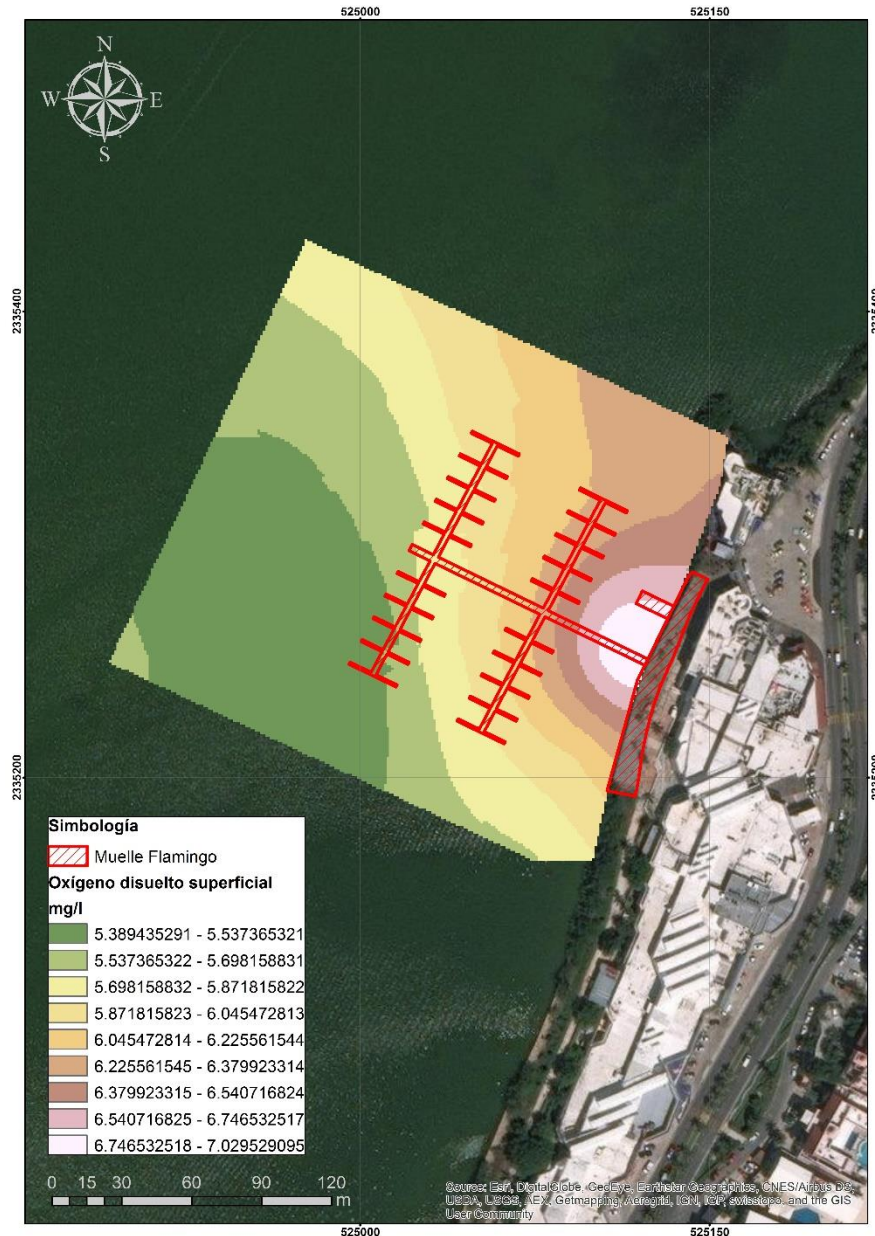 525000
525150
N
W
E
S
2335400
2335400
2335200
2335200
Simbología
Muelle Flamingo
Oxígeno disuelto superficial
mg/l
5.389435291 - 5.537365321
5.537365322 - 5.698158831
5.698158832 - 5.871815822
5.871815823 - 6.045472813
6.045472814 - 6.225561544
6.225561545 - 6.379923314
6.379923315 - 6.540716824
6.540716825 - 6.746532517
6.746532518 - 7.029529095
0 15 30 60 90 120
m
Source: Esri, DigitalGlobe, GeoEye, Earthstar Geographics, CNES/Airbus DS,
USDA, USGS, AEX, Getmapping, Aerogrid, IGN, IGP, swisstopo, and the GIS
User Community
525000
525150